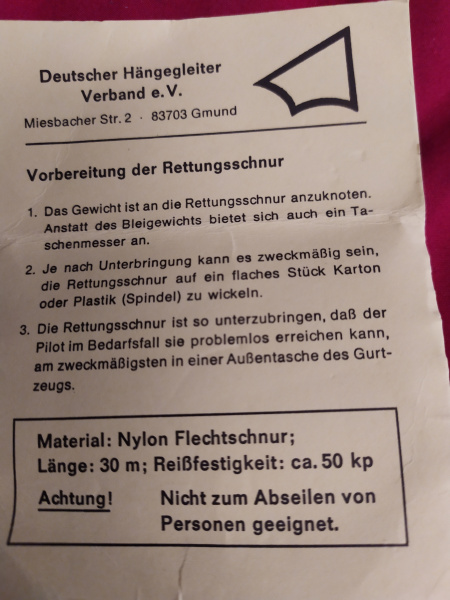 Deutscher Hängegleiter
Verband e.V.
Miesbacher Str. 2 · 83703 Gmund
Vorbereitung der Rettungsschnur
1. Das Gewicht ist an die Rettungsschnur anzuknoten.
Anstatt des Bleigewichts bietet sich auch ein Ta-
schenmesser an.
2. Je nach Unterbringung kann es zweckmäßig sein,
die Rettungsschnur auf ein flaches Stück Karton
oder Plastik (Spindel) zu wickeln.
3. Die Rettungsschnur ist so unterzubringen, daß der
Pilot im Bedarfsfall sie problemlos erreichen kann,
am zweckmäßigsten in einer Außentasche des Gurt-
zeugs.
Material: Nylon Flechtschnur;
Länge: 30 m; Reißfestigkeit: ca. 50 kp
Achtung! Nicht zum Abseilen von
Personen geeignet.